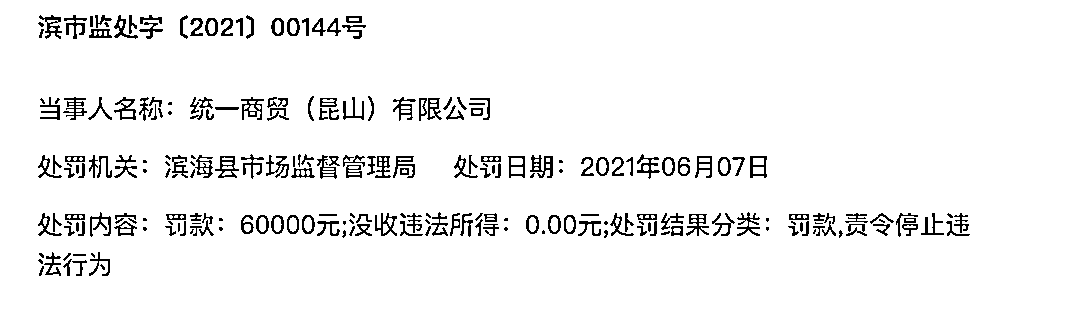 滨市监处字〔2021〕00144号
当事人名称：统一商贸（昆山）有限公司
处罚机关：滨海县市场监督管理局 处罚日期：2021年06月07日
处罚内容：罚款：60000元;没收违法所得：0.00元;处罚结果分类：罚款,责令停止违
法行为